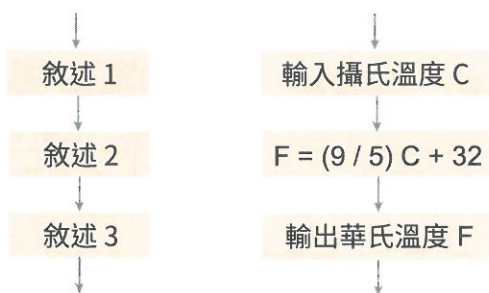 敘述 1
敘述 2
敘述 3
輸入攝氏溫度 C
F = (9 / 5) C + 32
輸出華氏溫度 F